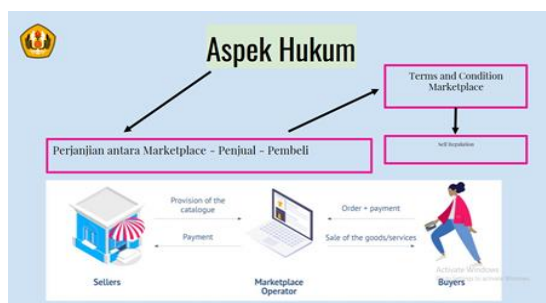 Aspek Hukum
Terms and Condition
Marketplace
Perjanjian antara Marketplace - Penjual - Pembeli
Self Regulation
Provision of the
catalogue
Order + payment
Payment
Sale of the goods/services
Sellers
Marketplace
Operator
Buyers
Activate Windows